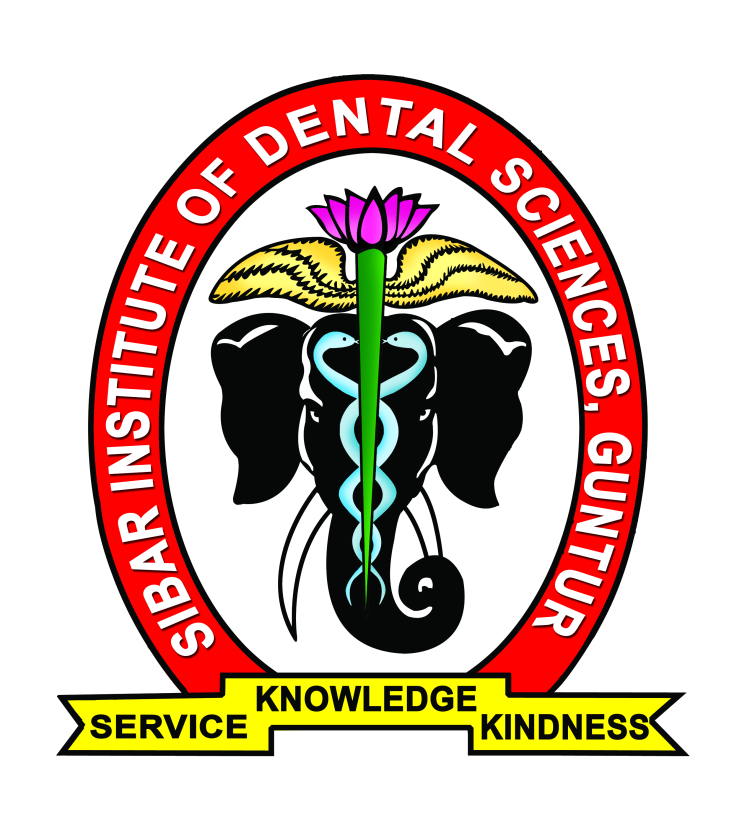 SIBAR INSTITUTE OF DENTAL SCIENCES, GUNTUR
SERVICE KNOWLEDGE KINDNESS